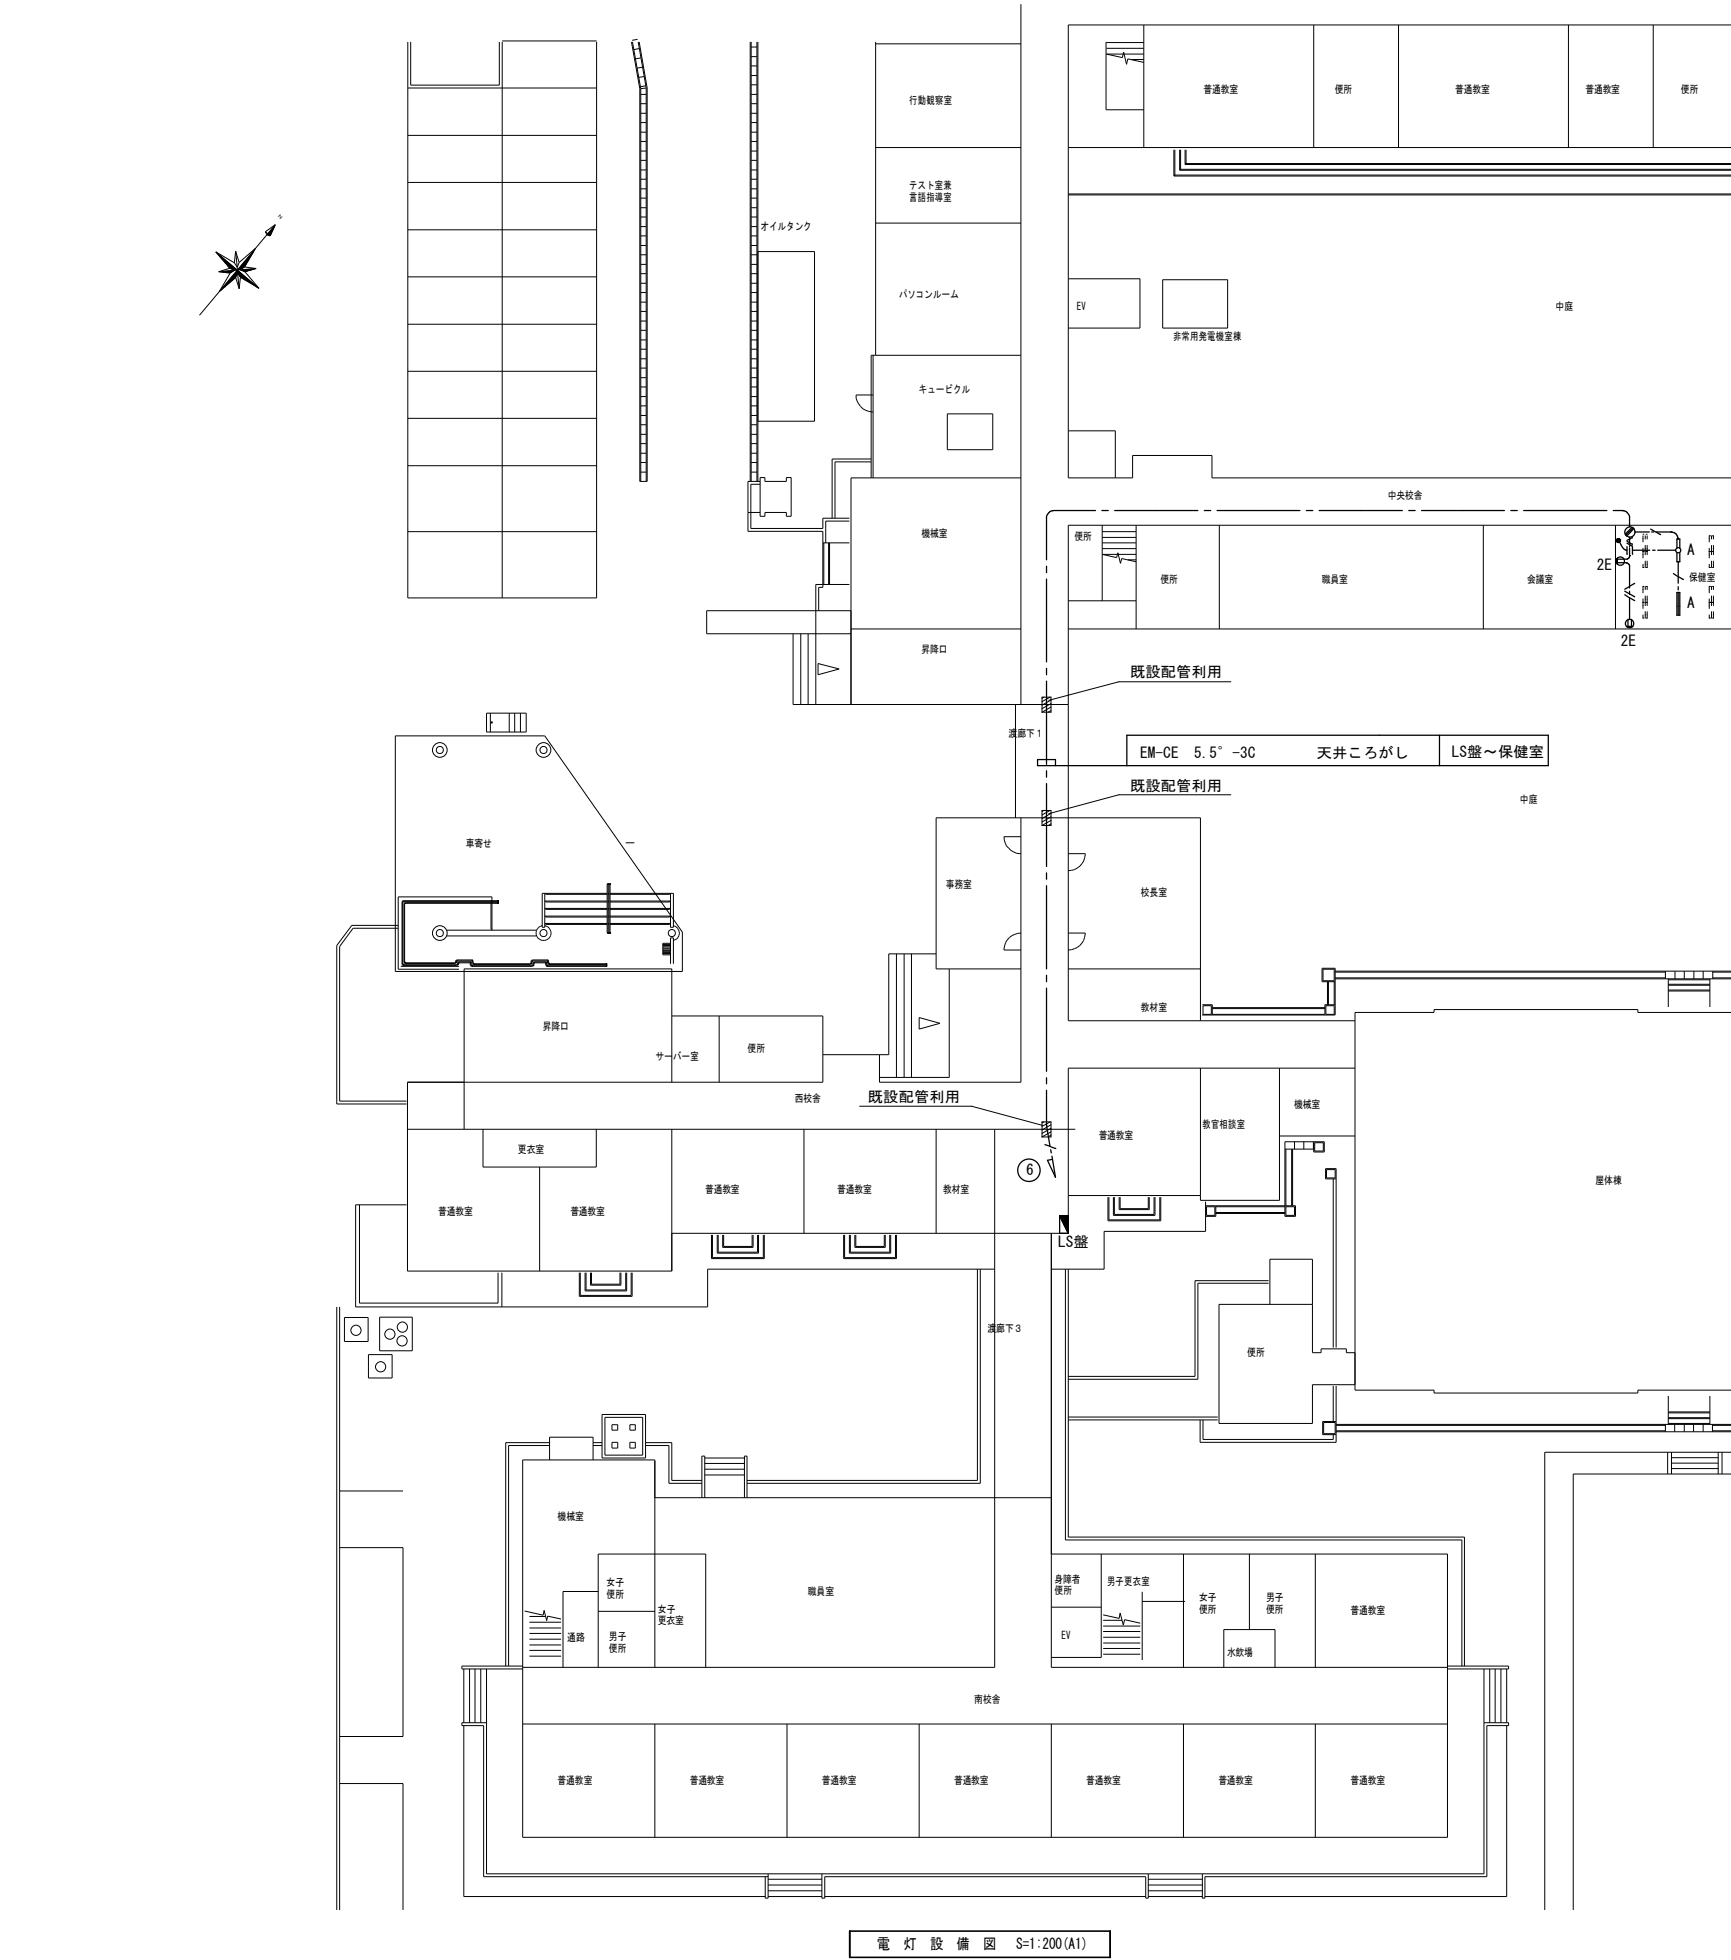 行動観察室
普通教室
便所
普通教室
普通教室
便所
テスト室兼
言語指導室
オイルタンク
N
パソコンルーム
EV
非常用発電機室棟
中庭
キュービクル
中央校舎
機械室
便所
便所
職員室
会議室
2E
A
保健室
A
2E
昇降口
既設配管利用
渡廊下1
EM-CE 5.5°-3C 天井ころがし LS盤~保健室
既設配管利用
中庭
車寄せ
事務室
校長室
教材室
昇降口
サーバー室
便所
西校舎
既設配管利用
普通教室
教官相談室
機械室
更衣室
6
普通教室
普通教室
普通教室
普通教室
教材室
屋体棟
LS盤
渡廊下3
便所
機械室
女子
便所
男子
便所
通路
女子
更衣室
職員室
身障者
便所
EV
男子更衣室
女子
便所
男子
便所
水飲場
普通教室
南校舎
普通教室
普通教室
普通教室
普通教室
普通教室
普通教室
普通教室
電灯設備図 S=1:200(A1)